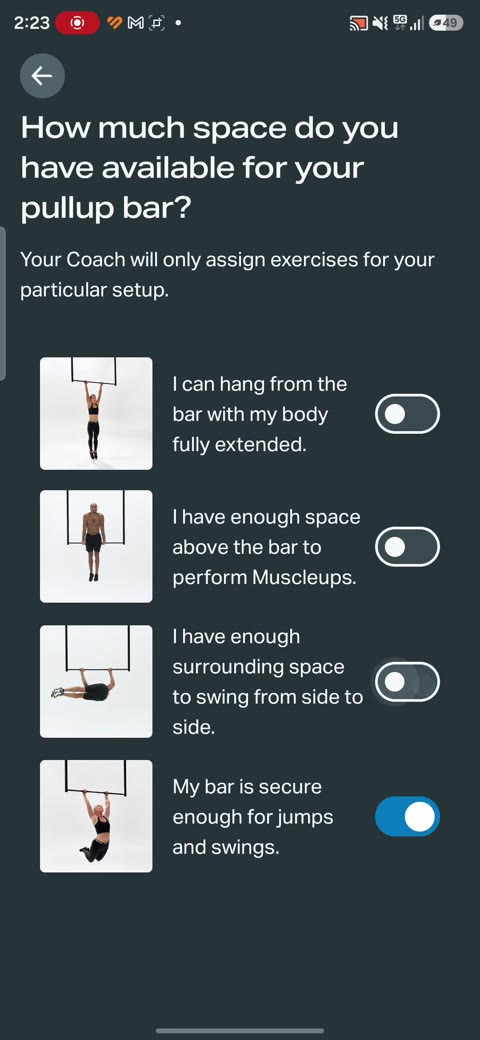 2:23
5G
49
How much space do you
have available for your
pullup bar?
Your Coach will only assign exercises for your
particular setup.
I can hang from the
bar with my body
fully extended.
I have enough space
above the bar to
perform Muscleups.
I have enough
surrounding space
to swing from side to
side.
My bar is secure
enough for jumps
and swings.